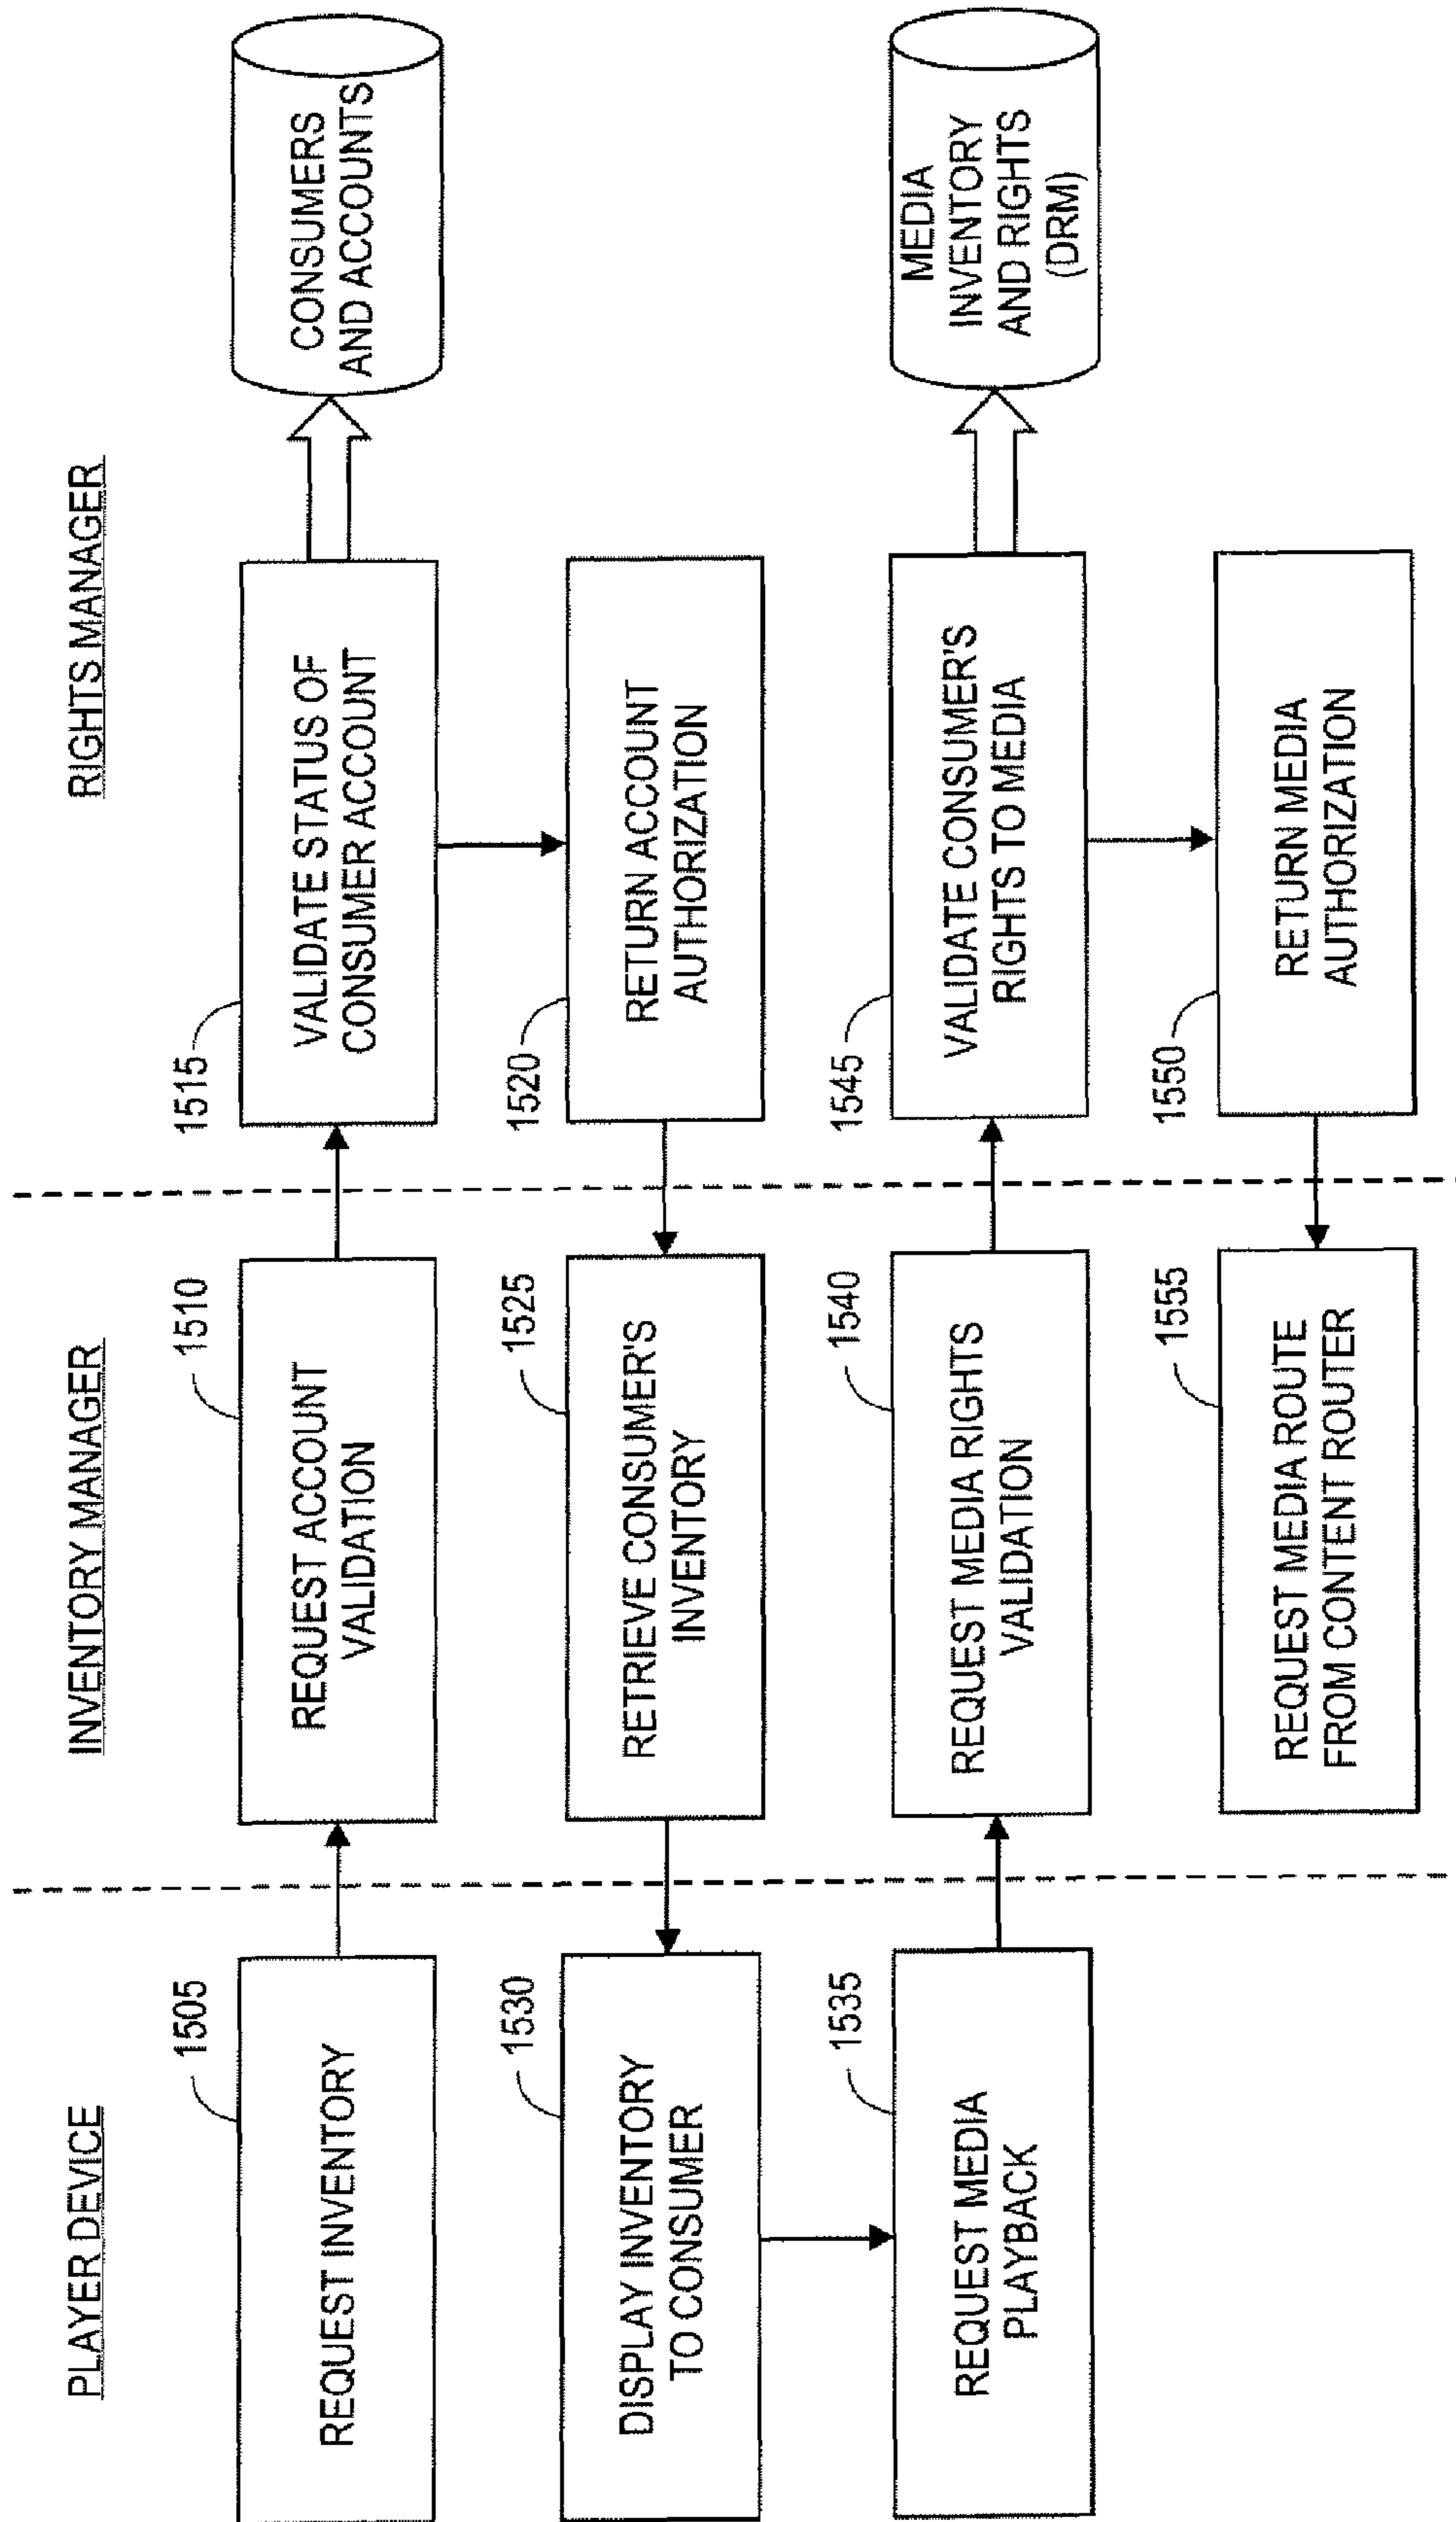 PLAYER DEVICE
INVENTORY MANAGER
RIGHTS MANAGER
1505
REQUEST INVENTORY
1510
REQUEST ACCOUNT
VALIDATION
1515
VALIDATE STATUS OF
CONSUMER ACCOUNT
CONSUMERS
AND ACCOUNTS
1530
DISPLAY INVENTORY
TO CONSUMER
1525
RETRIEVE CONSUMER'S
INVENTORY
1520
RETURN ACCOUNT
AUTHORIZATION
1535
REQUEST MEDIA
PLAYBACK
1540
REQUEST MEDIA RIGHTS
VALIDATION
1545
VALIDATE CONSUMER'S
RIGHTS TO MEDIA
MEDIA
INVENTORY
AND RIGHTS
(DRM)
1555
REQUEST MEDIA ROUTE
FROM CONTENT ROUTER
1550
RETURN MEDIA
AUTHORIZATION